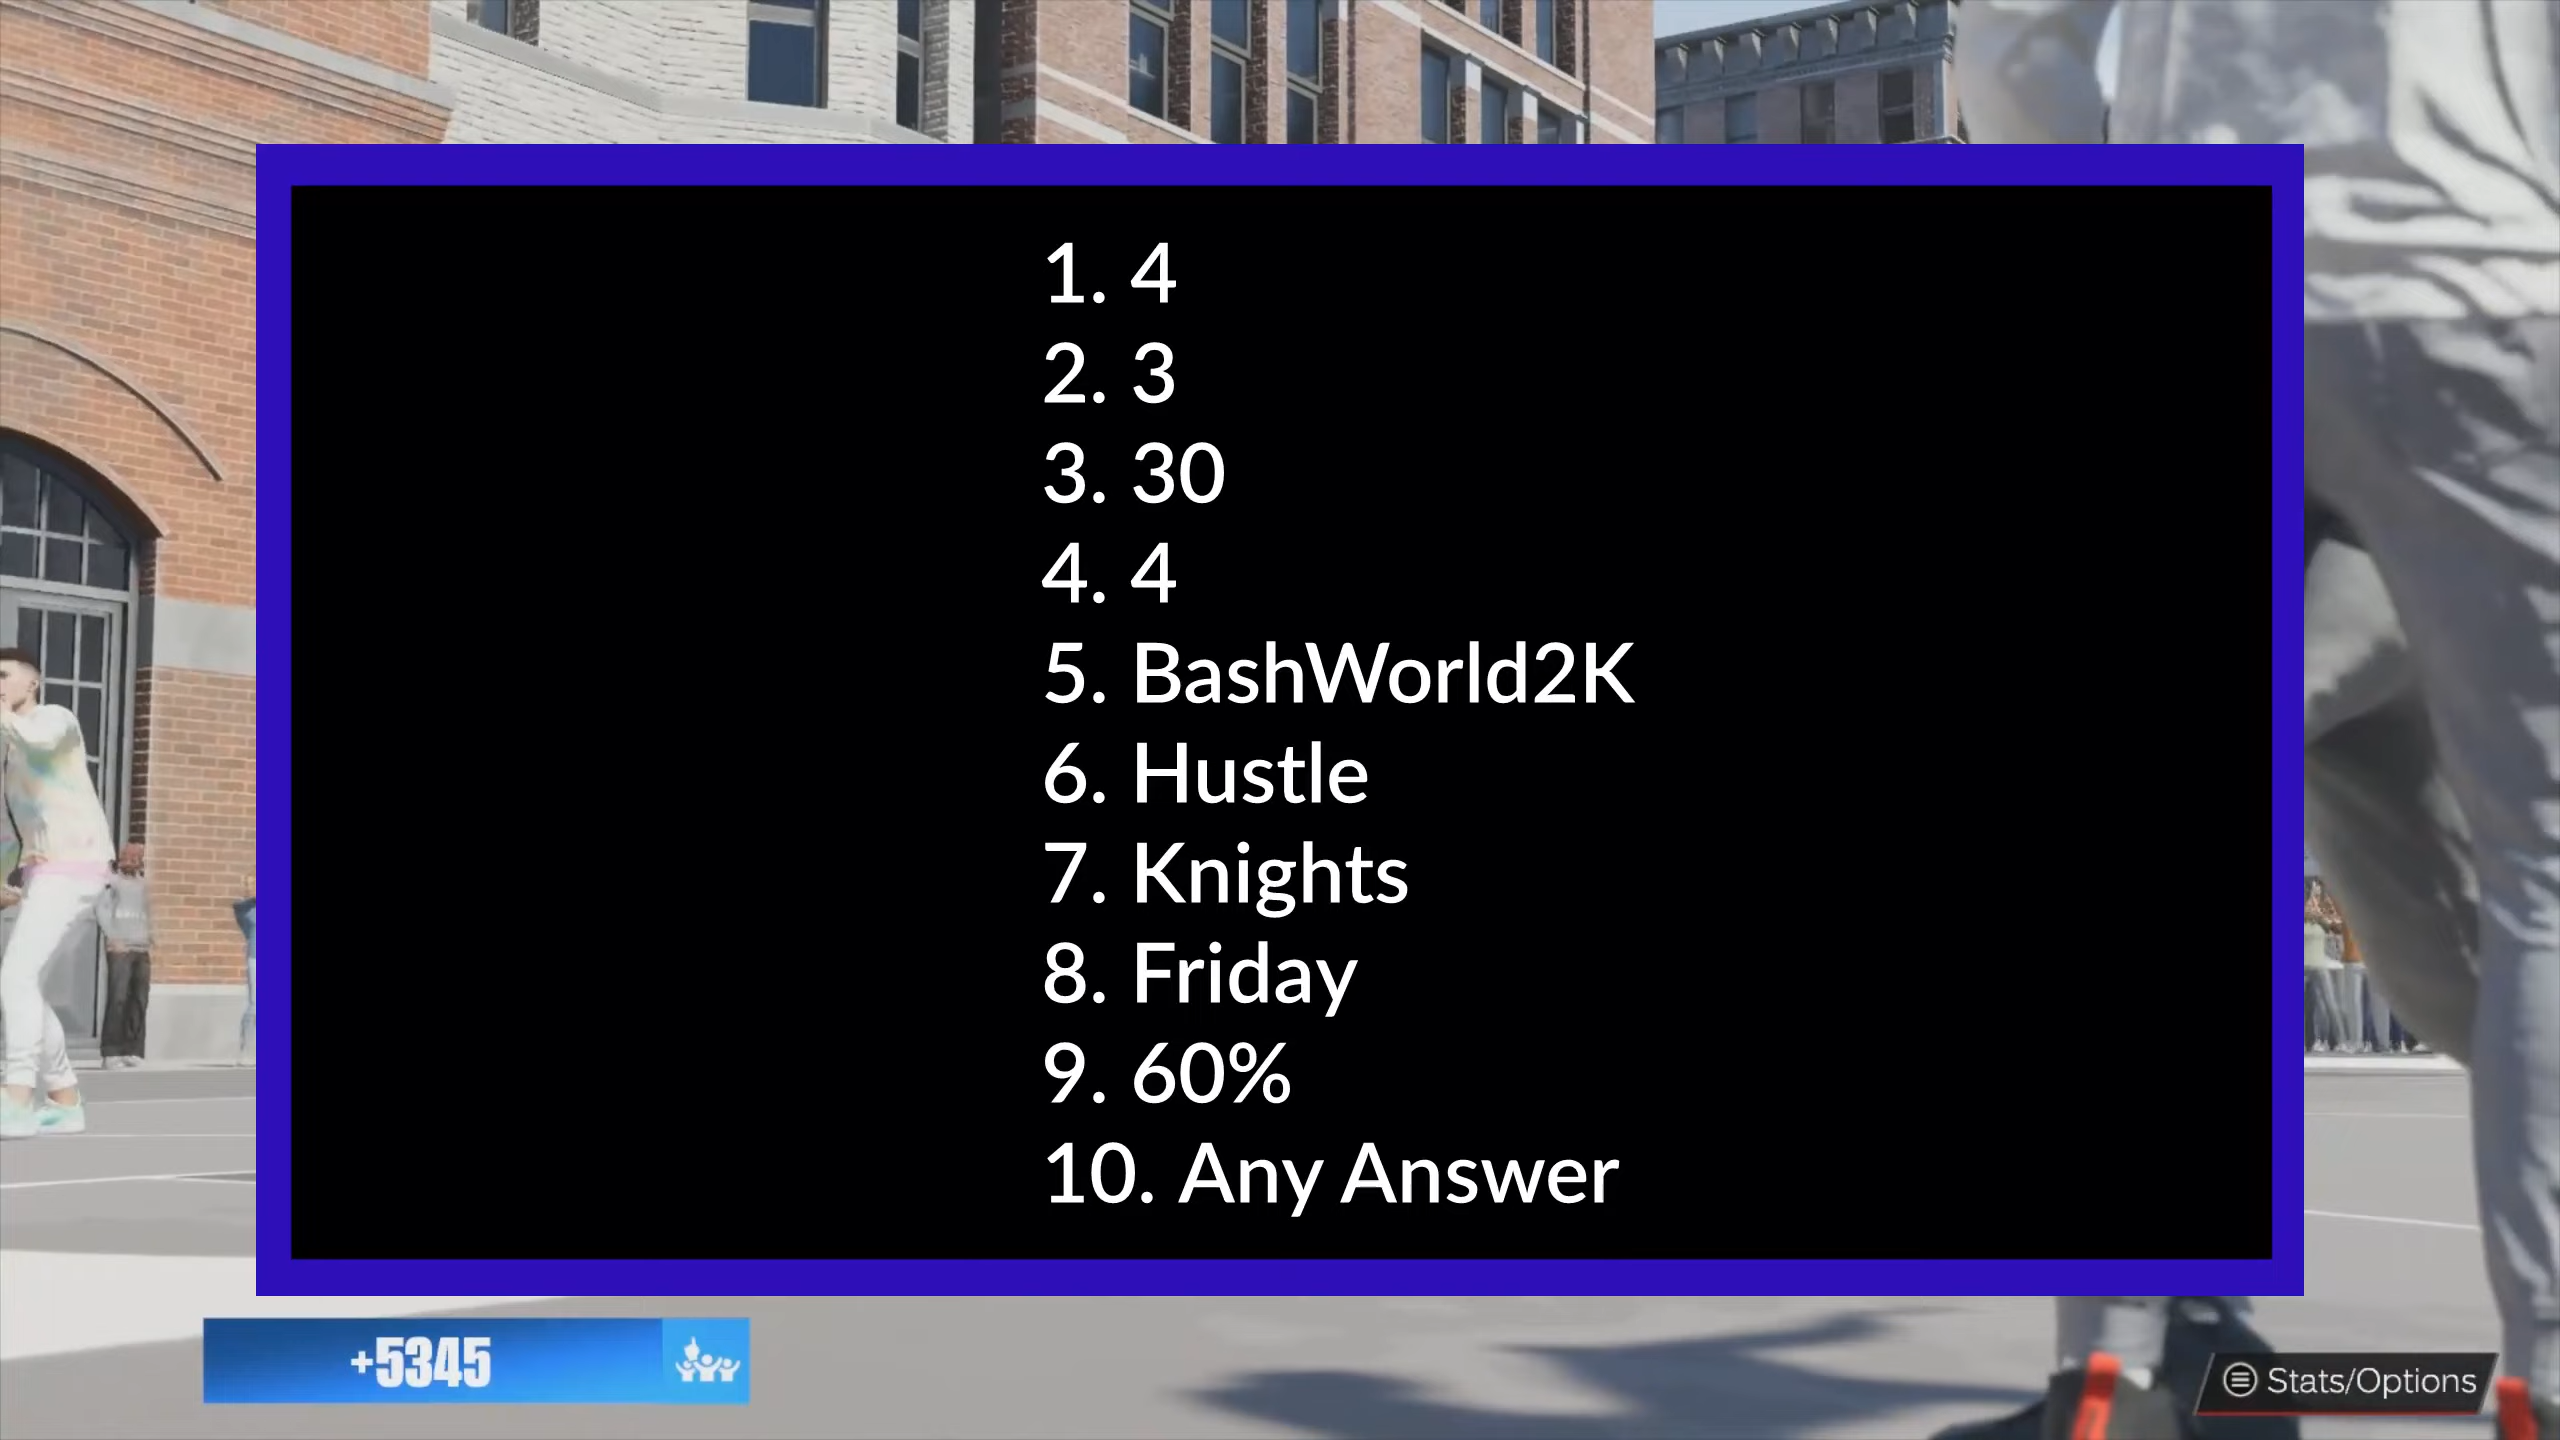 1. 4
2. 3
3. 30
4. 4
5. BashWorld2K
6. Hustle
7. Knights
8. Friday
9. 60%
10. Any Answer
+5345
Stats/Options